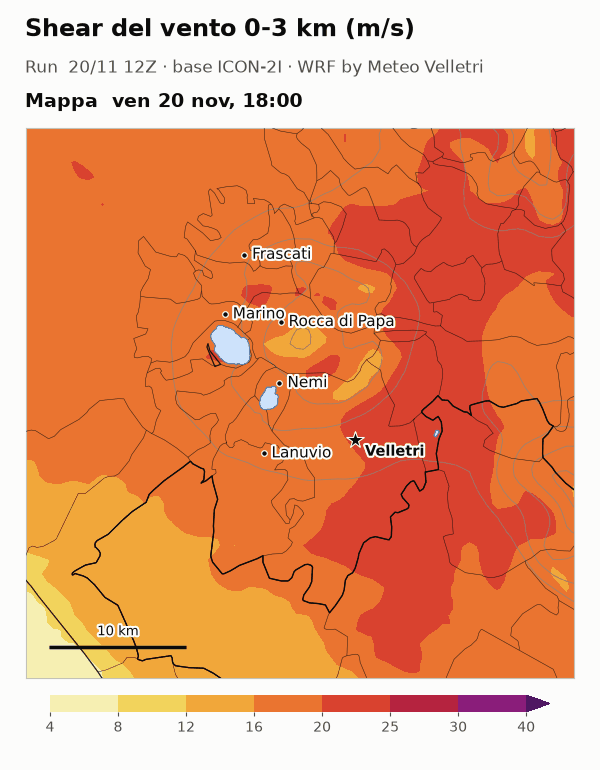 Shear del vento 0-3 km (m/s)
Run  20/11 12Z · base ICON-2I · WRF by Meteo Velletri
Mappa  ven 20 nov, 18:00
Frascati
Marino
Rocca di Papa
Nemi
Velletri
Lanuvio
10 km
4 8 12 16 20 25 30 40